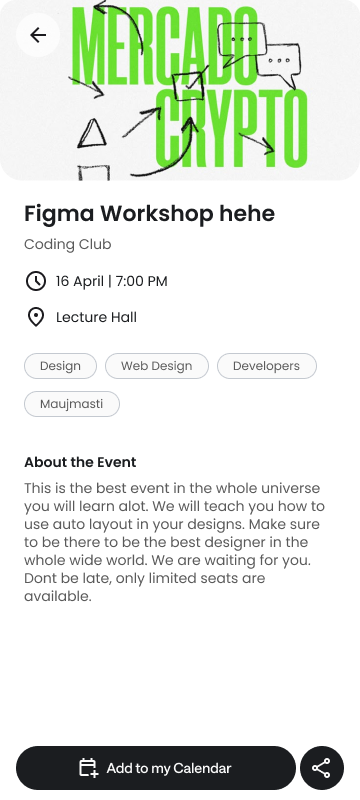 MERCADO
CRYPTO
Figma Workshop hehe
Coding Club
16 April | 7:00 PM
Lecture Hall
Design
Web Design
Developers
Maujmasti
About the Event
This is the best event in the whole universe
you will learn alot. We will teach you how to
use auto layout in your designs. Make sure
to be there to be the best designer in the
whole wide world. We are waiting for you.
Dont be late, only limited seats are
available.
Add to my Calendar